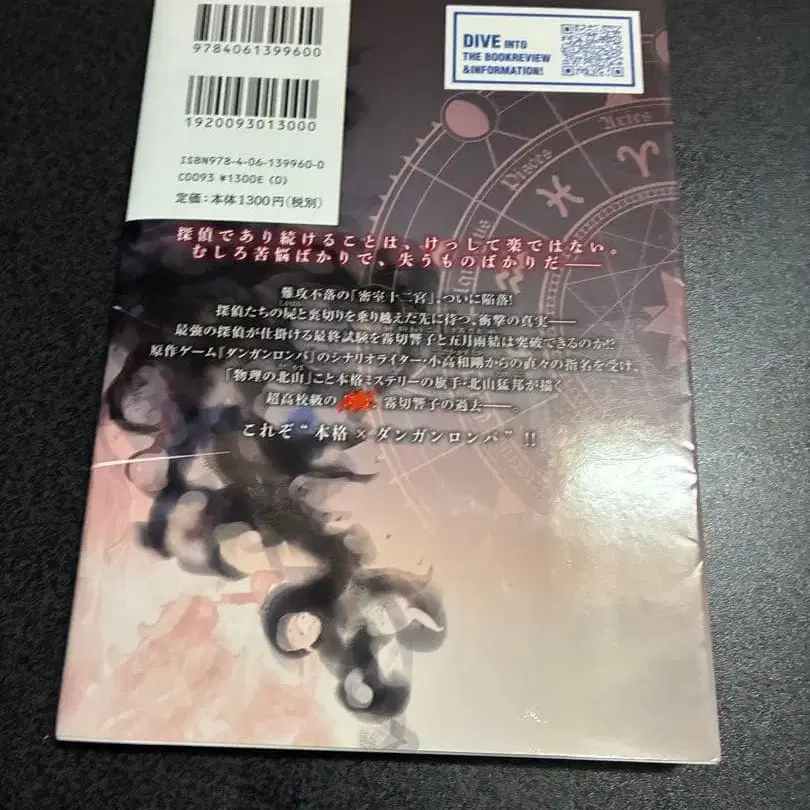 9784061399600
DIVE INTO
THE BOOKREVIEW
&INFORMATION!
1920093013000
ISBN978-4-06-139960-0
C0093 ¥1300E (0)
定価：本体1300円(税別)
Aries
Pisces
探偵であり続けることは、けっして楽ではない。
むしろ苦悩ばかりで、失うものばかりだ――
難攻不落の「密室十二宮」、ついに陥落!
探偵たちの屍と裏切りを乗り越えた先に待つ、衝撃の真実――
最強の探偵が仕掛ける最終試験を霧切響子と五月雨結は突破できるのか!?
原作ゲーム『ダンガンロンパ』のシナリオライター・小高和剛からの直々の指名を受け、
「物理の北山」こと本格ミステリーの旗手・北山猛邦が描く
超高校級の 、霧切響子の過去――。
これぞ“本格×ダンガンロンパ”!!